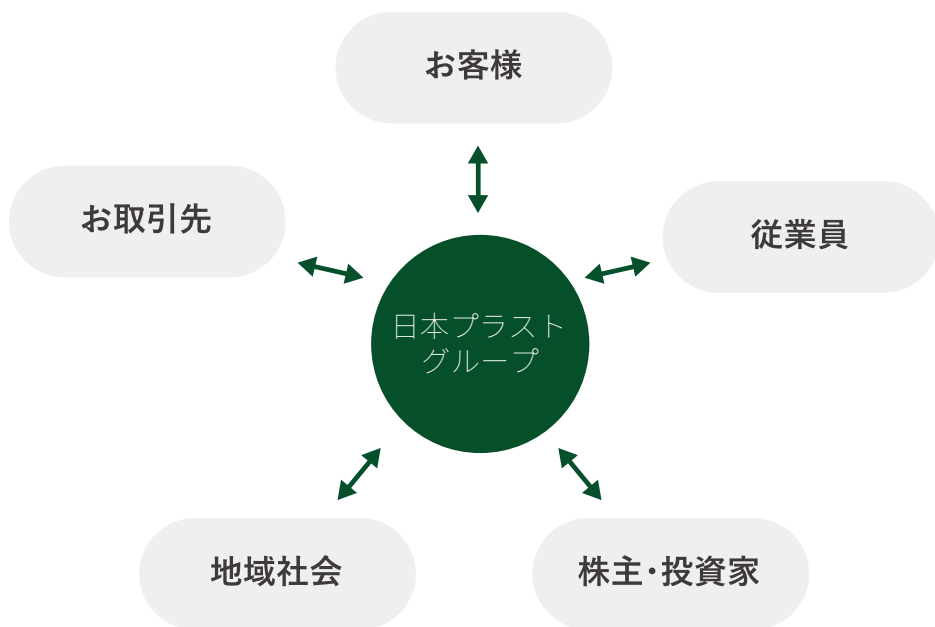 お客様
お取引先
従業員
日本プラスト
グループ
地域社会
株主・投資家